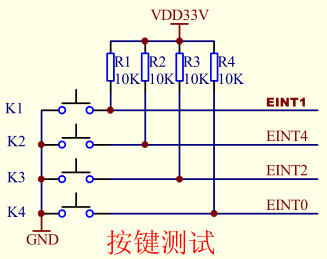 VDD33V
R1 R2 R3 R4
10K 10K 10K 10K
K1 EINT1
K2 EINT4
K3 EINT2
K4 EINT0
GND
按键测试